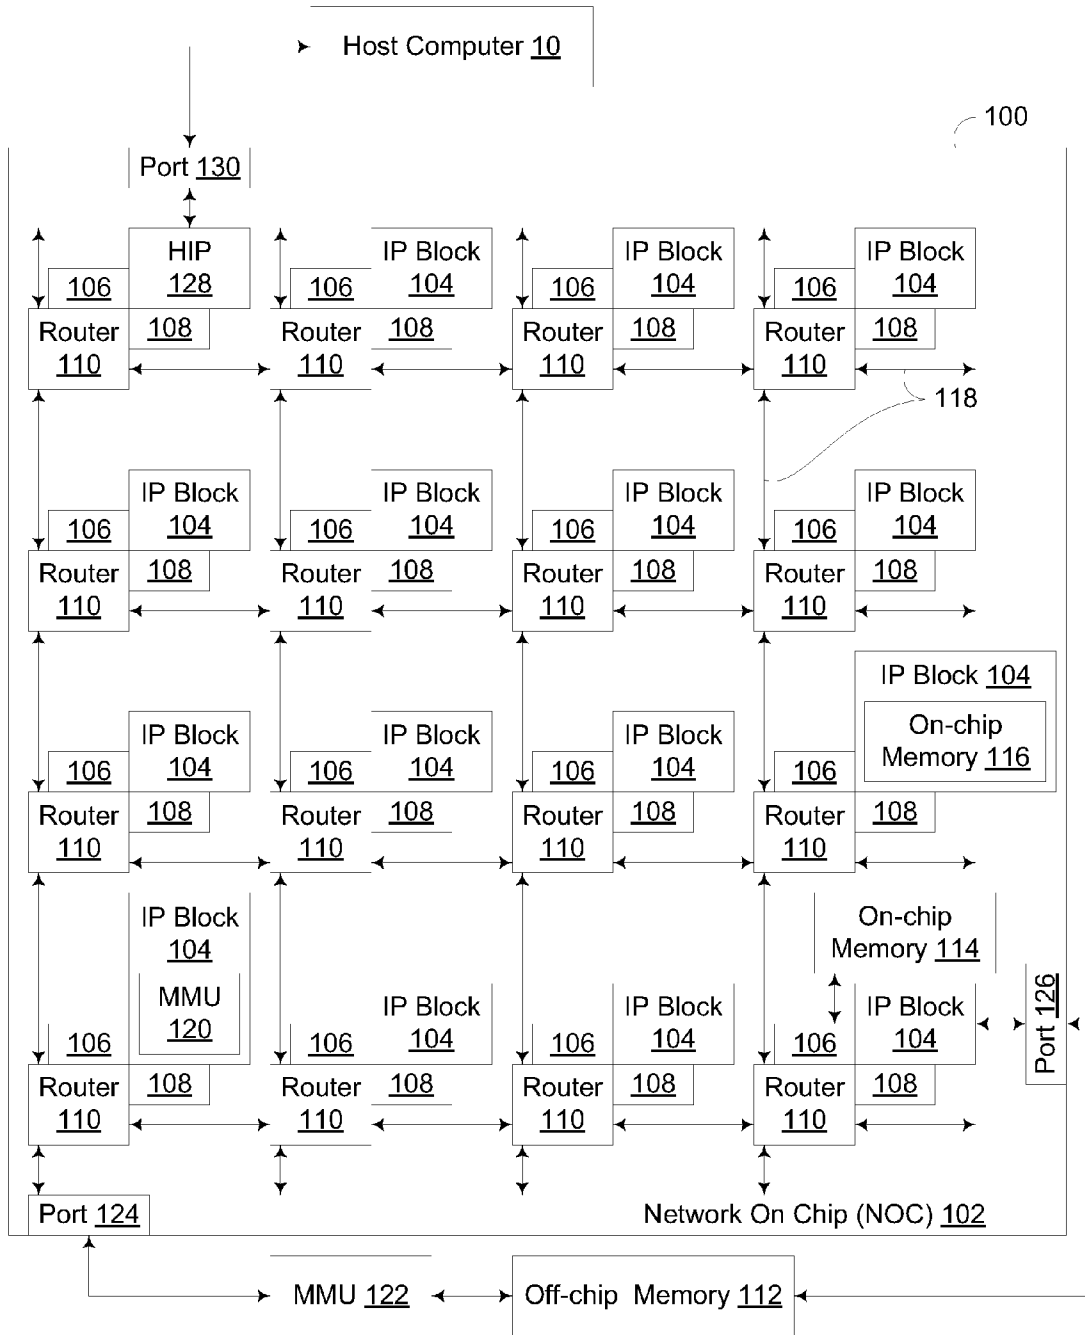 Host Computer 10
100
Port 130
HIP
128
IP Block
104
IP Block
104
IP Block
104
106
106
106
106
Router
110
108
Router
110
108
Router
110
108
Router
110
108
118
IP Block
104
IP Block
104
IP Block
104
IP Block
104
106
106
106
106
Router
110
108
Router
110
108
Router
110
108
Router
110
108
IP Block 104
On-chip
Memory 116
IP Block
104
IP Block
104
IP Block
104
106
106
106
106
Router
110
108
Router
110
108
Router
110
108
Router
110
108
IP Block
104
MMU
120
On-chip
Memory 114
IP Block
104
IP Block
104
IP Block
104
Port 126
106
106
106
106
Router
110
108
Router
110
108
Router
110
108
Router
110
108
Port 124
Network On Chip (NOC) 102
MMU 122
Off-chip Memory 112